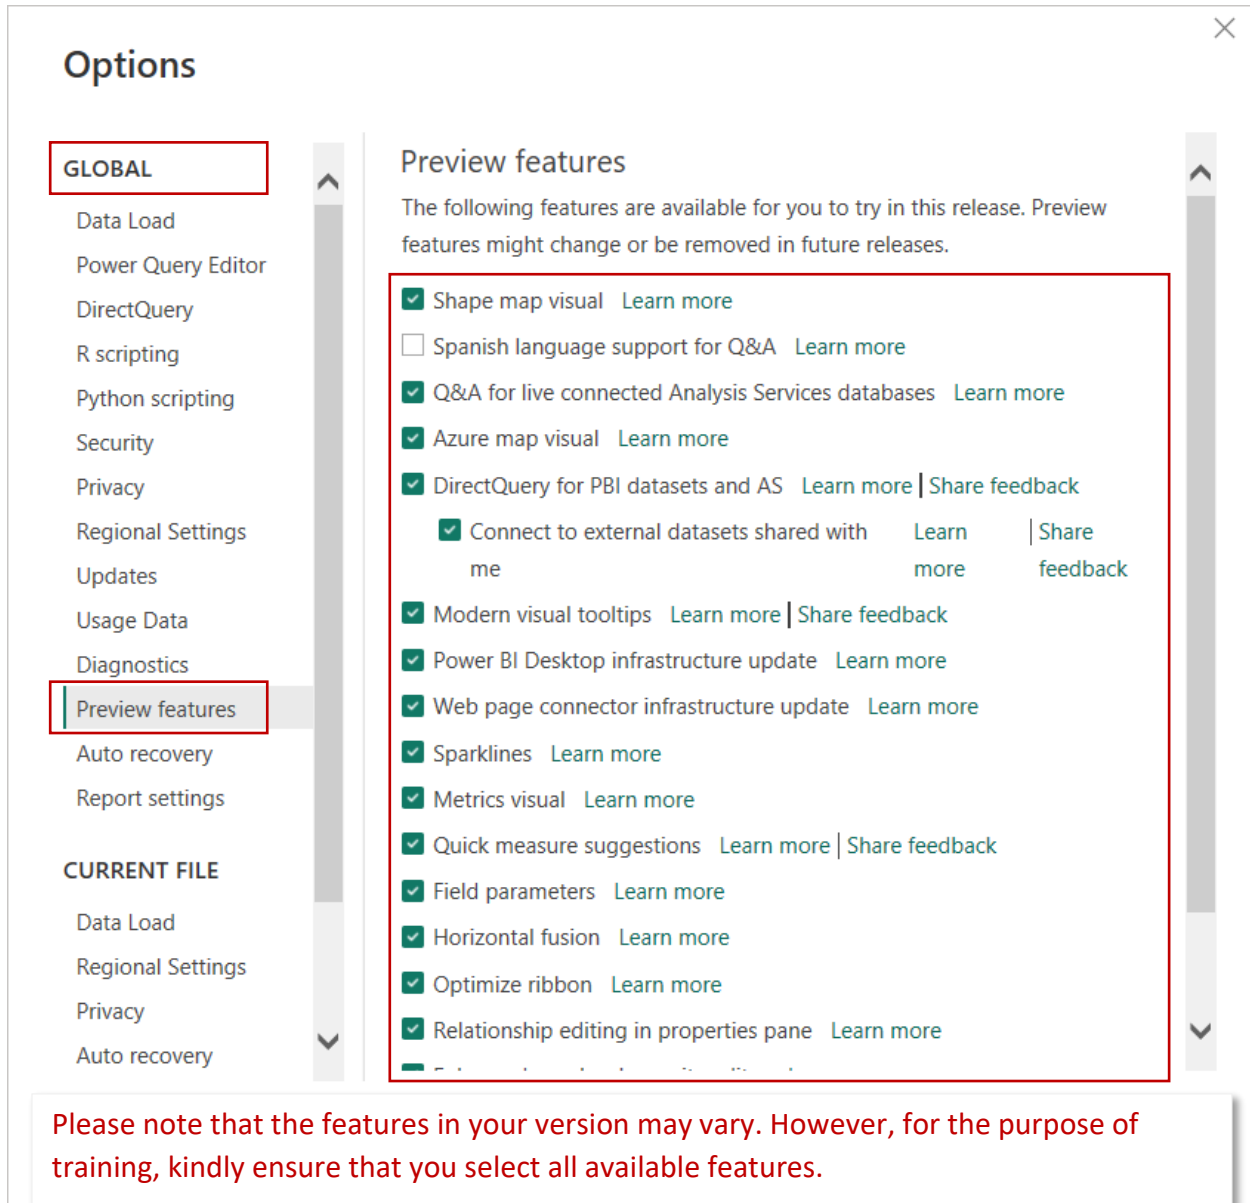 Options
GLOBAL
Data Load
Power Query Editor
DirectQuery
R scripting
Python scripting
Security
Privacy
Regional Settings
Updates
Usage Data
Diagnostics
Preview features
Auto recovery
Report settings
CURRENT FILE
Data Load
Regional Settings
Privacy
Auto recovery
Preview features
The following features are available for you to try in this release. Preview
features might change or be removed in future releases.
Shape map visual Learn more
Spanish language support for Q&A Learn more
Q&A for live connected Analysis Services databases Learn more
Azure map visual Learn more
DirectQuery for PBI datasets and AS Learn more | Share feedback
Connect to external datasets shared with Learn | Share
me more feedback
Modern visual tooltips Learn more | Share feedback
Power BI Desktop infrastructure update Learn more
Web page connector infrastructure update Learn more
Sparklines Learn more
Metrics visual Learn more
Quick measure suggestions Learn more | Share feedback
Field parameters Learn more
Horizontal fusion Learn more
Optimize ribbon Learn more
Relationship editing in properties pane Learn more
Please note that the features in your version may vary. However, for the purpose of
training, kindly ensure that you select all available features.